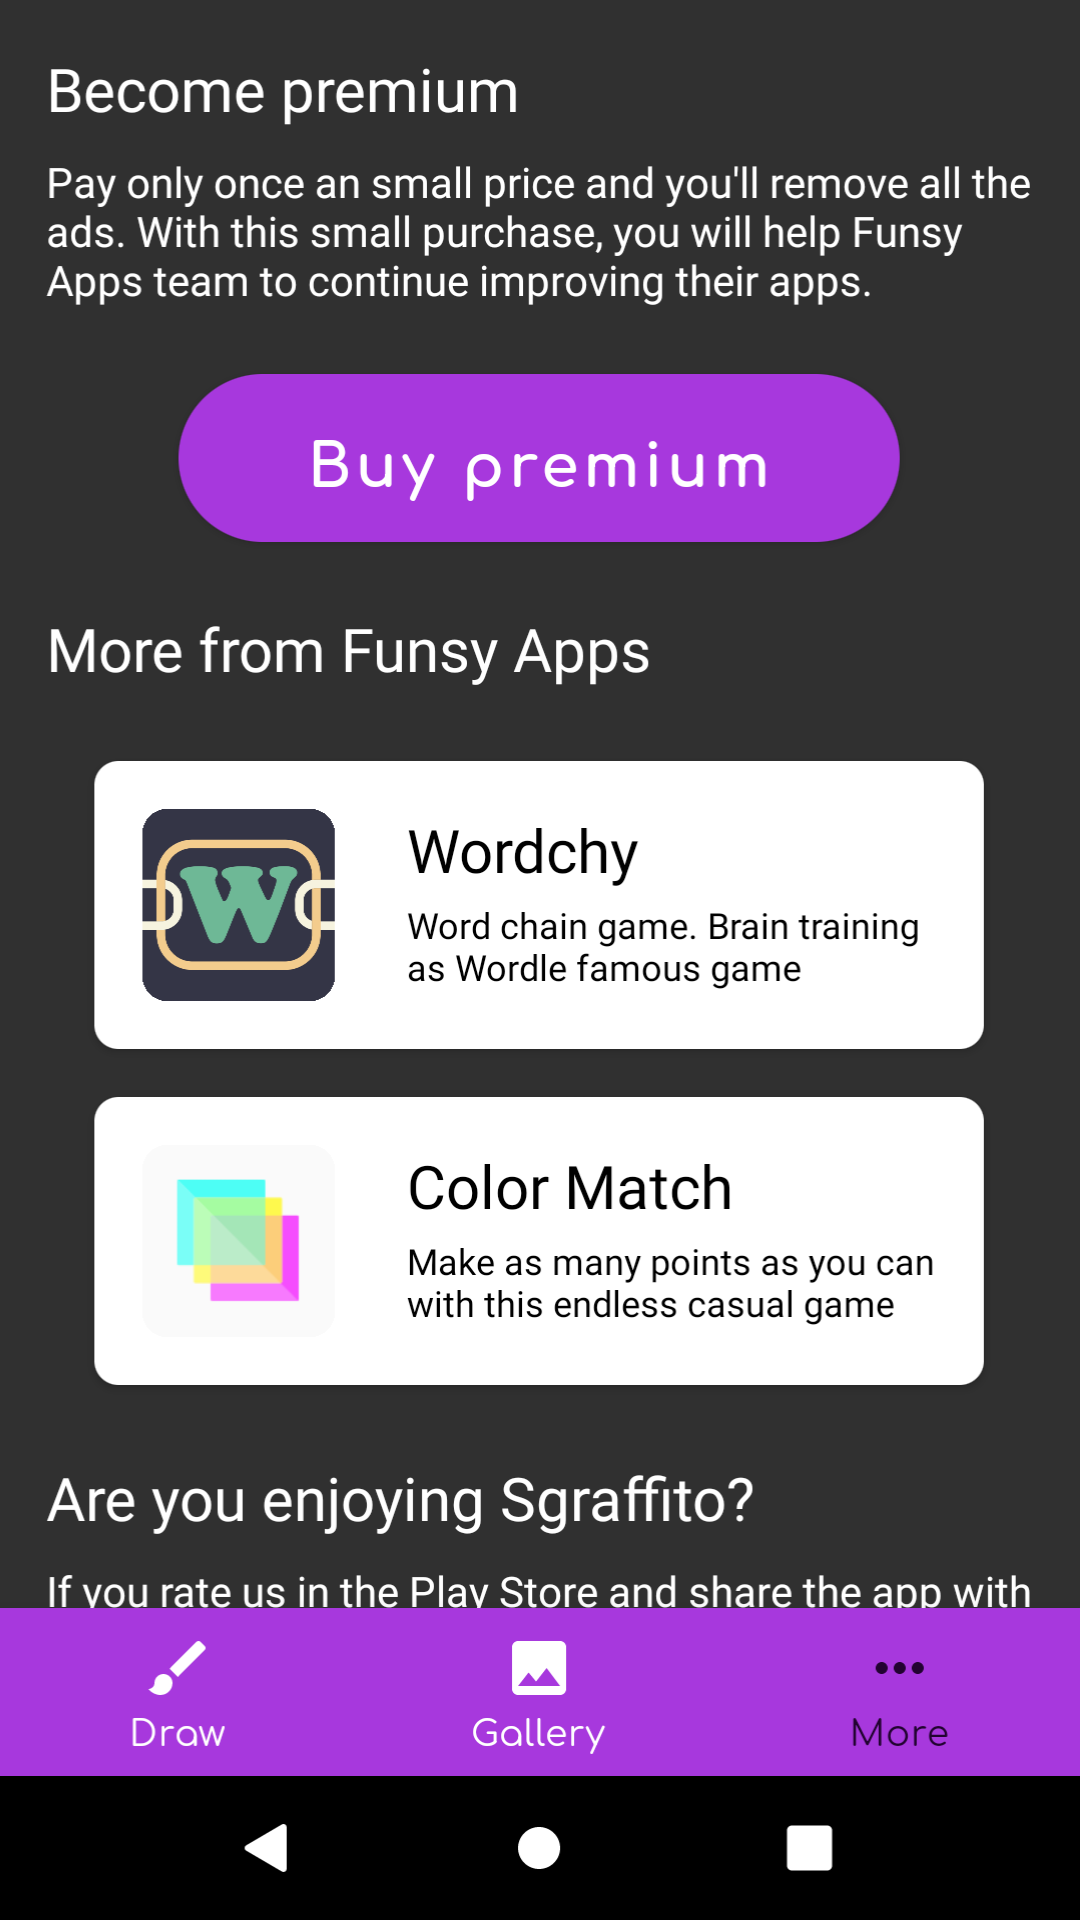 Become premium
Pay only once an small price and you'll remove all the
ads. With this small purchase, you will help Funsy
Apps team to continue improving their apps.
Buy premium
More from Funsy Apps
W
Wordchy
Word chain game. Brain training
as Wordle famous game
Color Match
Make as many points as you can
with this endless casual game
Are you enjoying Sgraffito?
If you rate us in the Play Store and share the app with
Draw
Gallery
More